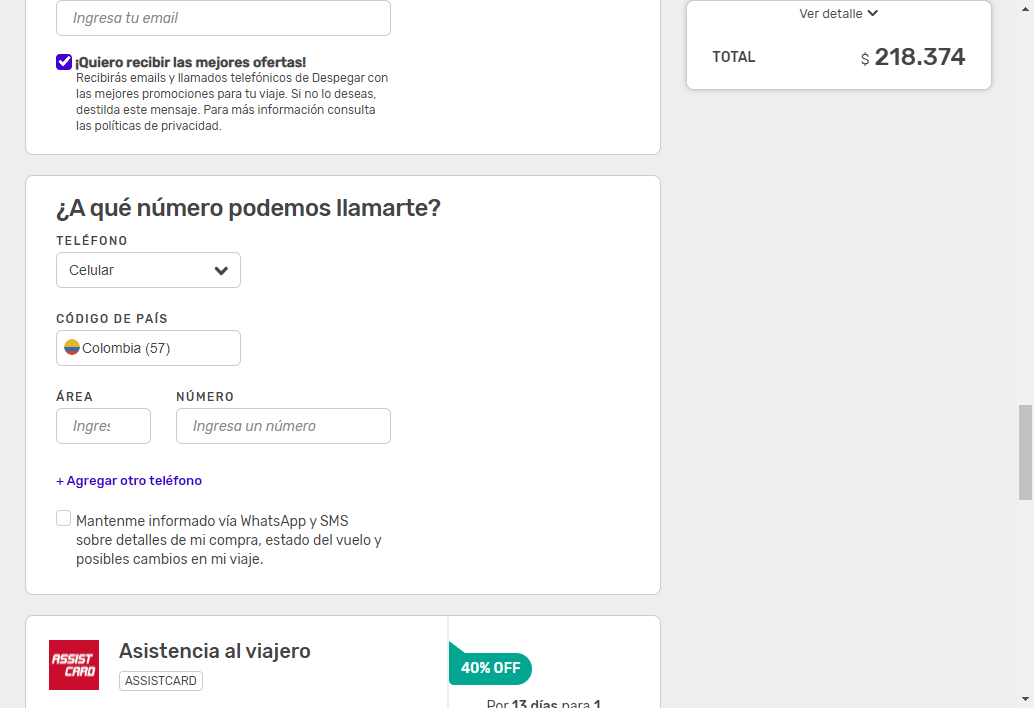 Ingresa tu email
¡Quiero recibir las mejores ofertas!
Recibirás emails y llamados telefónicos de Despegar con
las mejores promociones para tu viaje. Si no lo deseas,
destilda este mensaje. Para más información consulta
las políticas de privacidad.
Ver detalle
TOTAL
$ 218.374
¿A qué número podemos llamarte?
TELÉFONO
Celular
CÓDIGO DE PAÍS
Colombia (57)
ÁREA
NÚMERO
Ingres
Ingresa un número
+ Agregar otro teléfono
Mantenme informado vía WhatsApp y SMS
sobre detalles de mi compra, estado del vuelo y
posibles cambios en mi viaje.
ASSIST
CARD
Asistencia al viajero
ASSISTCARD
40% OFF
Por 13 días para 1